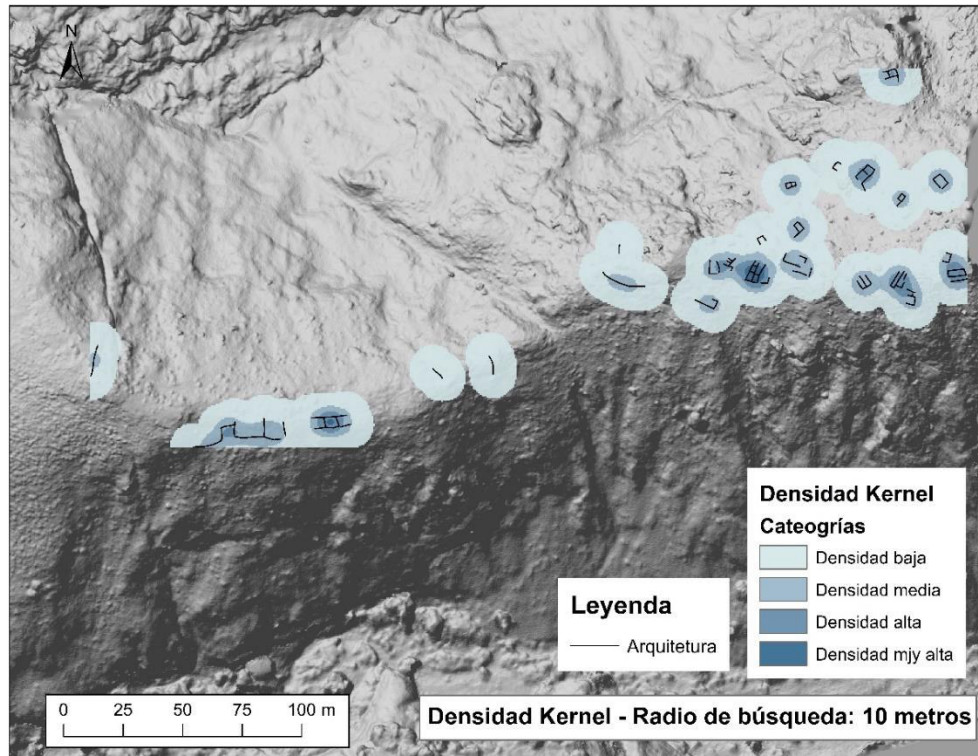 N
Densidad Kernel
Cateogrías
Densidad baja
Densidad media
Densidad alta
Densidad mjy alta
Leyenda
Arquitetura
0 25 50 75 100 m
Densidad Kernel - Radio de búsqueda: 10 metros